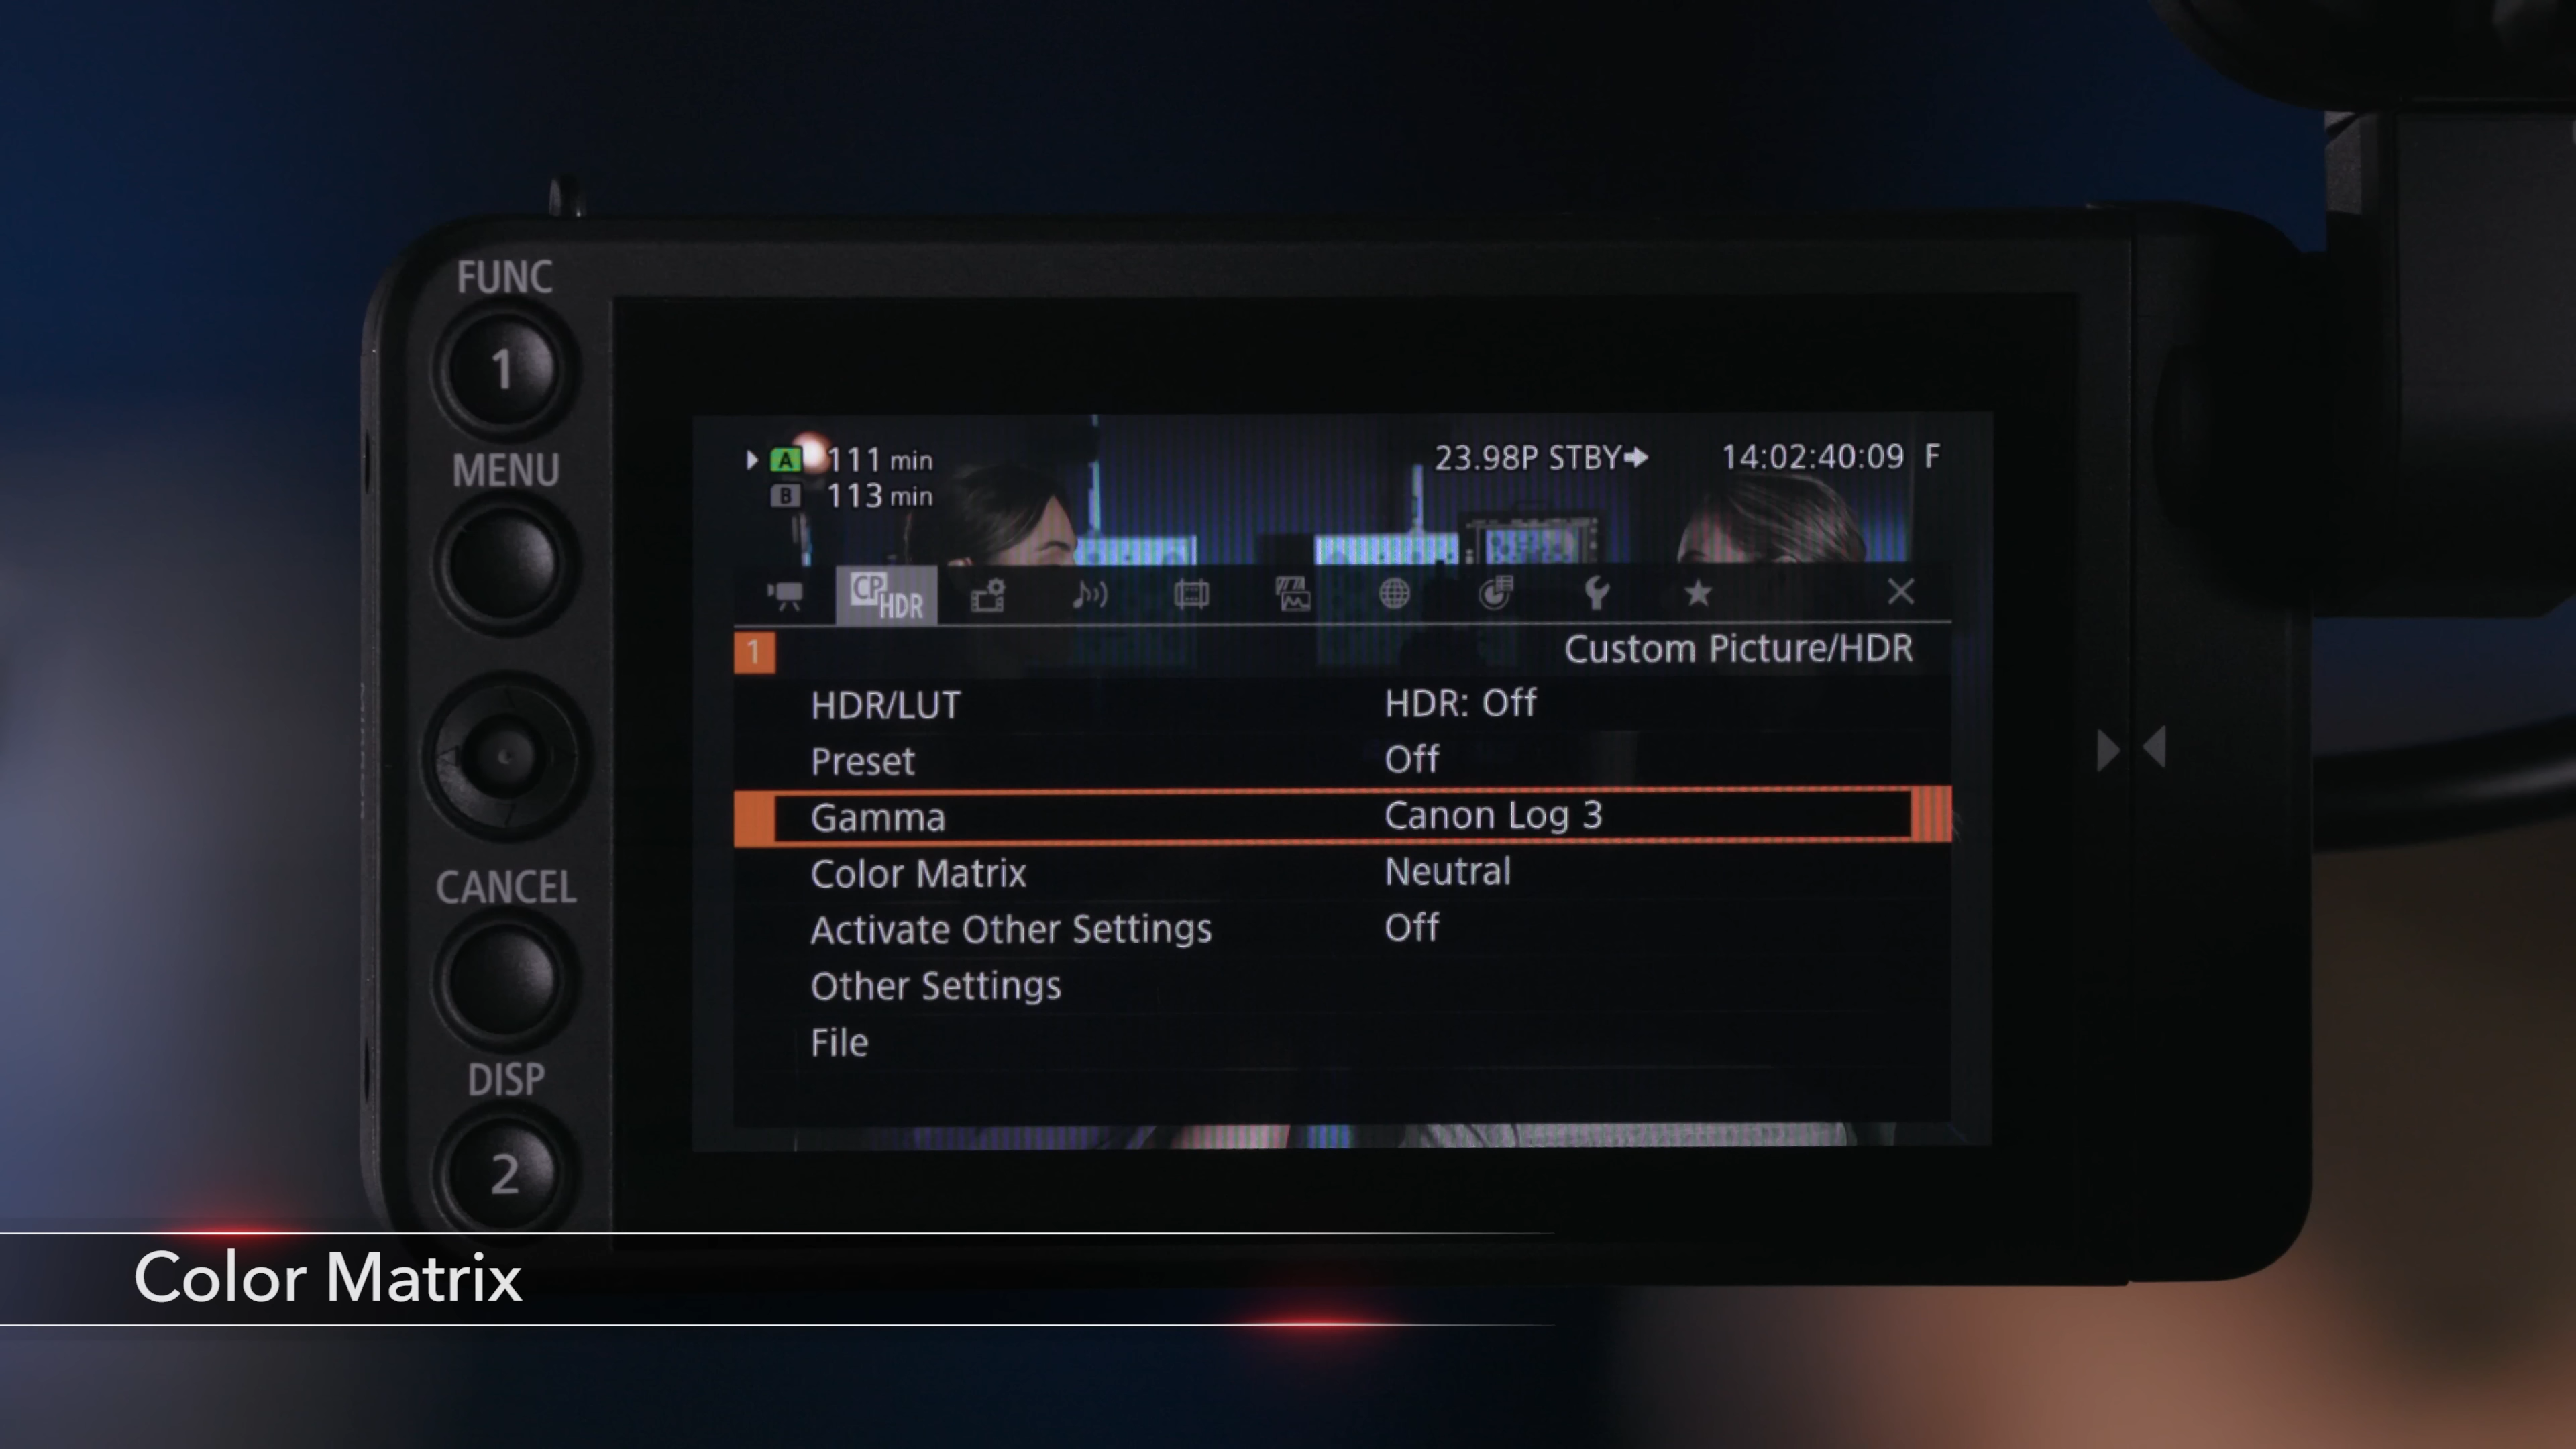 FUNC
1
MENU
CANCEL
DISP
2
A 111 min
B 113 min
23.98P STBY
14:02:40:09 F
CP HDR
1
Custom Picture/HDR
HDR/LUT HDR: Off
Preset Off
Gamma Canon Log 3
Color Matrix Neutral
Activate Other Settings Off
Other Settings
File
Color Matrix